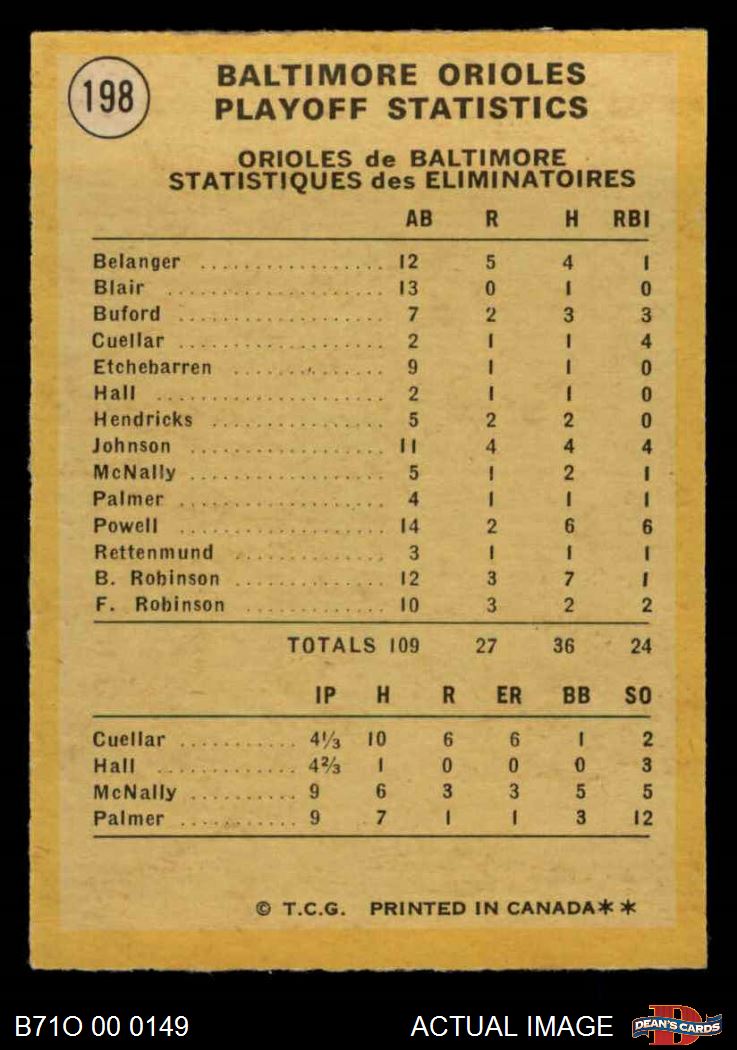 198
BALTIMORE ORIOLES
PLAYOFF STATISTICS
ORIOLES de BALTIMORE
STATISTIQUES des ELIMINATOIRES
AB R H RBI
Belanger ................. 12 5 4 1
Blair .................... 13 0 1 0
Buford ................... 7 2 3 3
Cuellar .................. 2 1 1 4
Etchebarren .............. 9 1 1 0
Hall ..................... 2 1 1 0
Hendricks ................ 5 2 2 0
Johnson .................. 11 4 4 4
McNally .................. 5 1 2 1
Palmer ................... 4 1 1 1
Powell ................... 14 2 6 6
Rettenmund ............... 3 1 1 1
B. Robinson .............. 12 3 7 1
F. Robinson .............. 10 3 2 2
TOTALS 109 27 36 24
IP H R ER BB SO
Cuellar ........... 4⅓ 10 6 6 1 2
Hall ............. 4⅔ 1 0 0 0 3
McNally .......... 9 6 3 3 5 5
Palmer ........... 9 7 1 1 3 12
© T.C.G. PRINTED IN CANADA**
B71O 00 0149 ACTUAL IMAGE DEAN'S CARDS